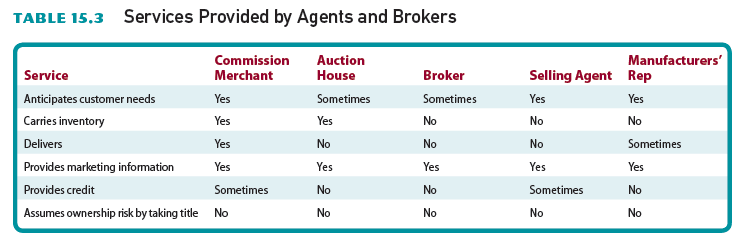 TABLE 15.3 Services Provided by Agents and Brokers
Service Commission Merchant Auction House Broker Selling Agent Manufacturers' Rep
Anticipates customer needs Yes Sometimes Sometimes Yes Yes
Carries inventory Yes Yes No No No
Delivers Yes No No No Sometimes
Provides marketing information Yes Yes Yes Yes Yes
Provides credit Sometimes No No Sometimes No
Assumes ownership risk by taking title No No No No No